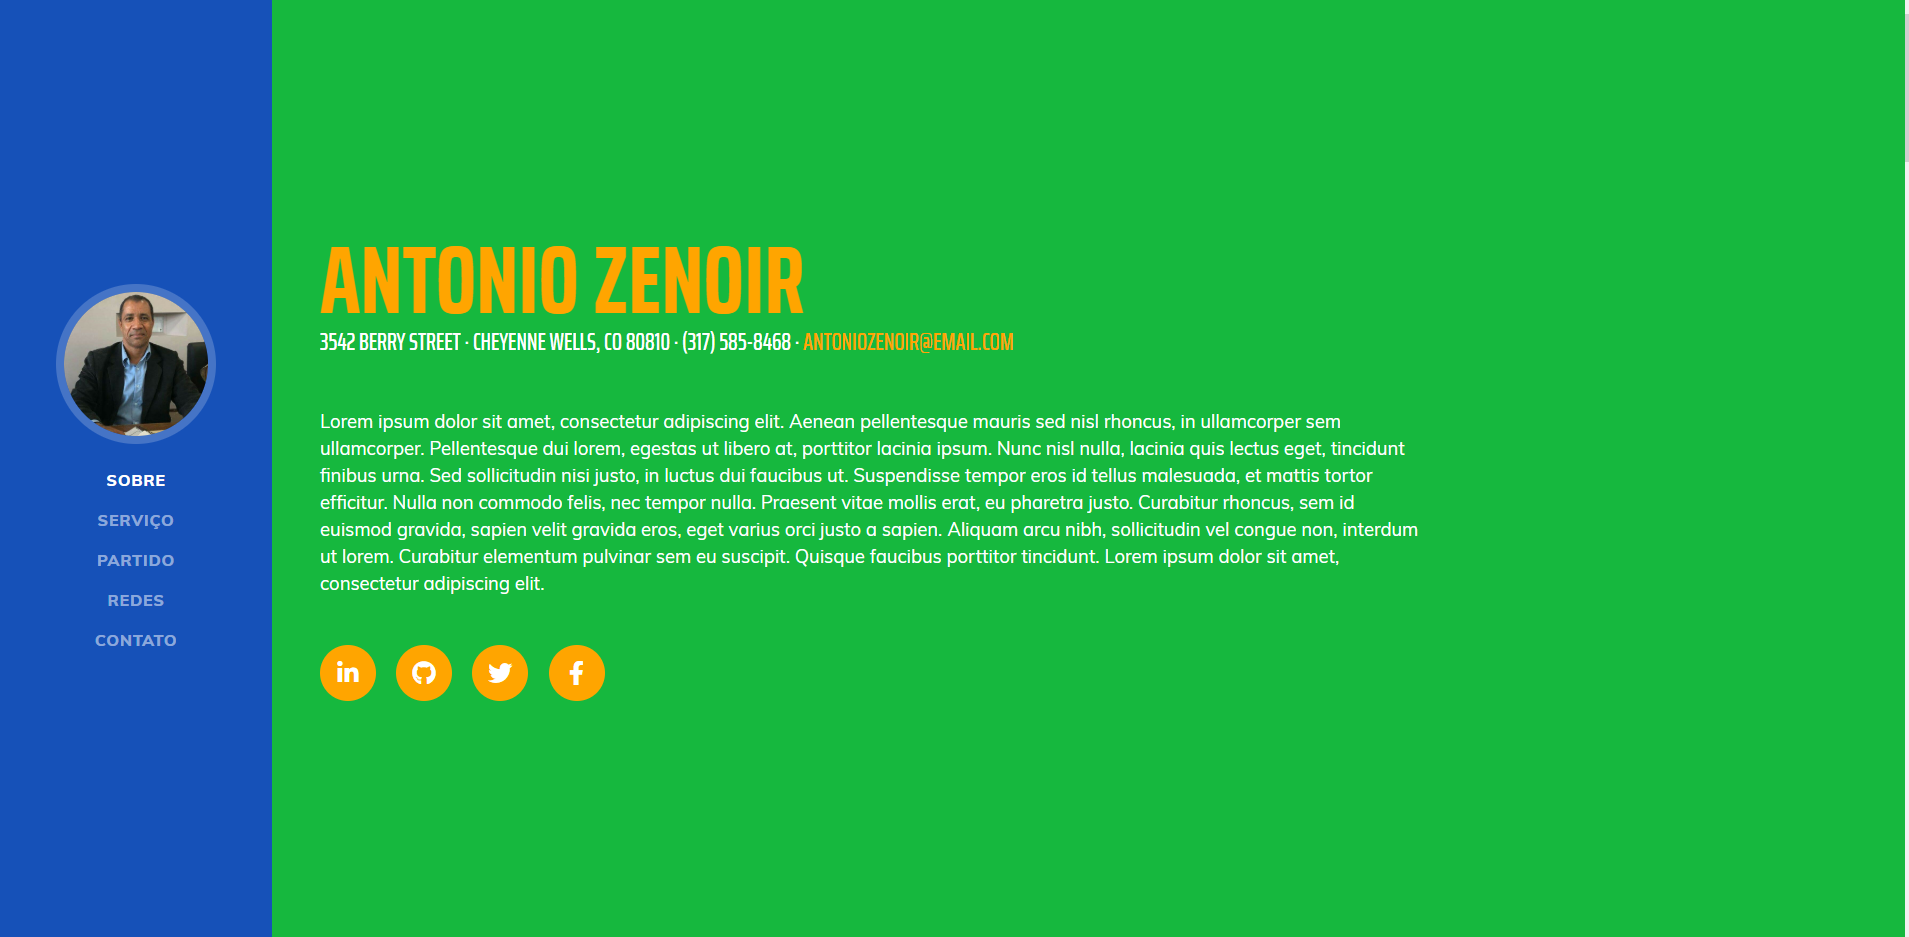 SOBRE
SERVIÇO
PARTIDO
REDES
CONTATO
ANTONIO ZENOIR
3542 BERRY STREET · CHEYENNE WELLS, CO 80810 · (317) 585-8468 · ANTONIOZENOIR@EMAIL.COM
Lorem ipsum dolor sit amet, consectetur adipiscing elit. Aenean pellentesque mauris sed nisl rhoncus, in ullamcorper sem
ullamcorper. Pellentesque dui lorem, egestas ut libero at, porttitor lacinia ipsum. Nunc nisl nulla, lacinia quis lectus eget, tincidunt
finibus urna. Sed sollicitudin nisi justo, in luctus dui faucibus ut. Suspendisse tempor eros id tellus malesuada, et mattis tortor
efficitur. Nulla non commodo felis, nec tempor nulla. Praesent vitae mollis erat, eu pharetra justo. Curabitur rhoncus, sem id
euismod gravida, sapien velit gravida eros, eget varius orci justo a sapien. Aliquam arcu nibh, sollicitudin vel congue non, interdum
ut lorem. Curabitur elementum pulvinar sem eu suscipit. Quisque faucibus porttitor tincidunt. Lorem ipsum dolor sit amet,
consectetur adipiscing elit.